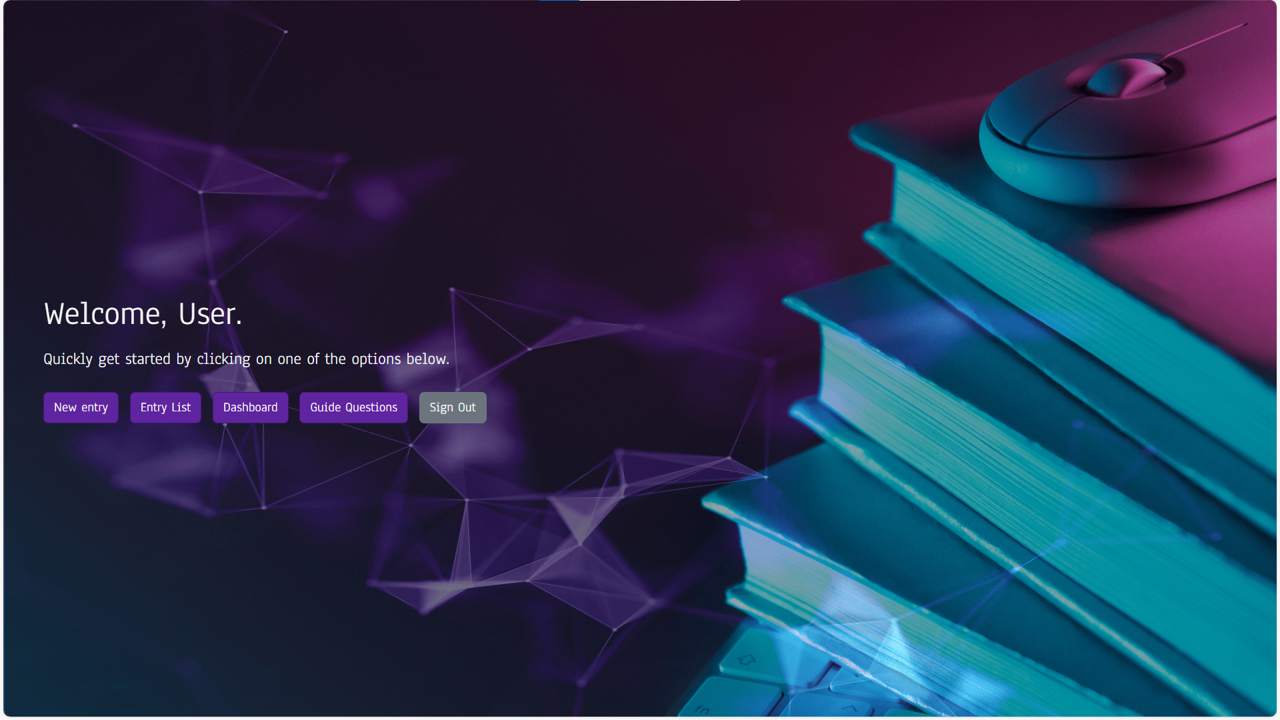 Welcome, User.
Quickly get started by clicking on one of the options below.
New entry Entry List Dashboard Guide Questions Sign Out